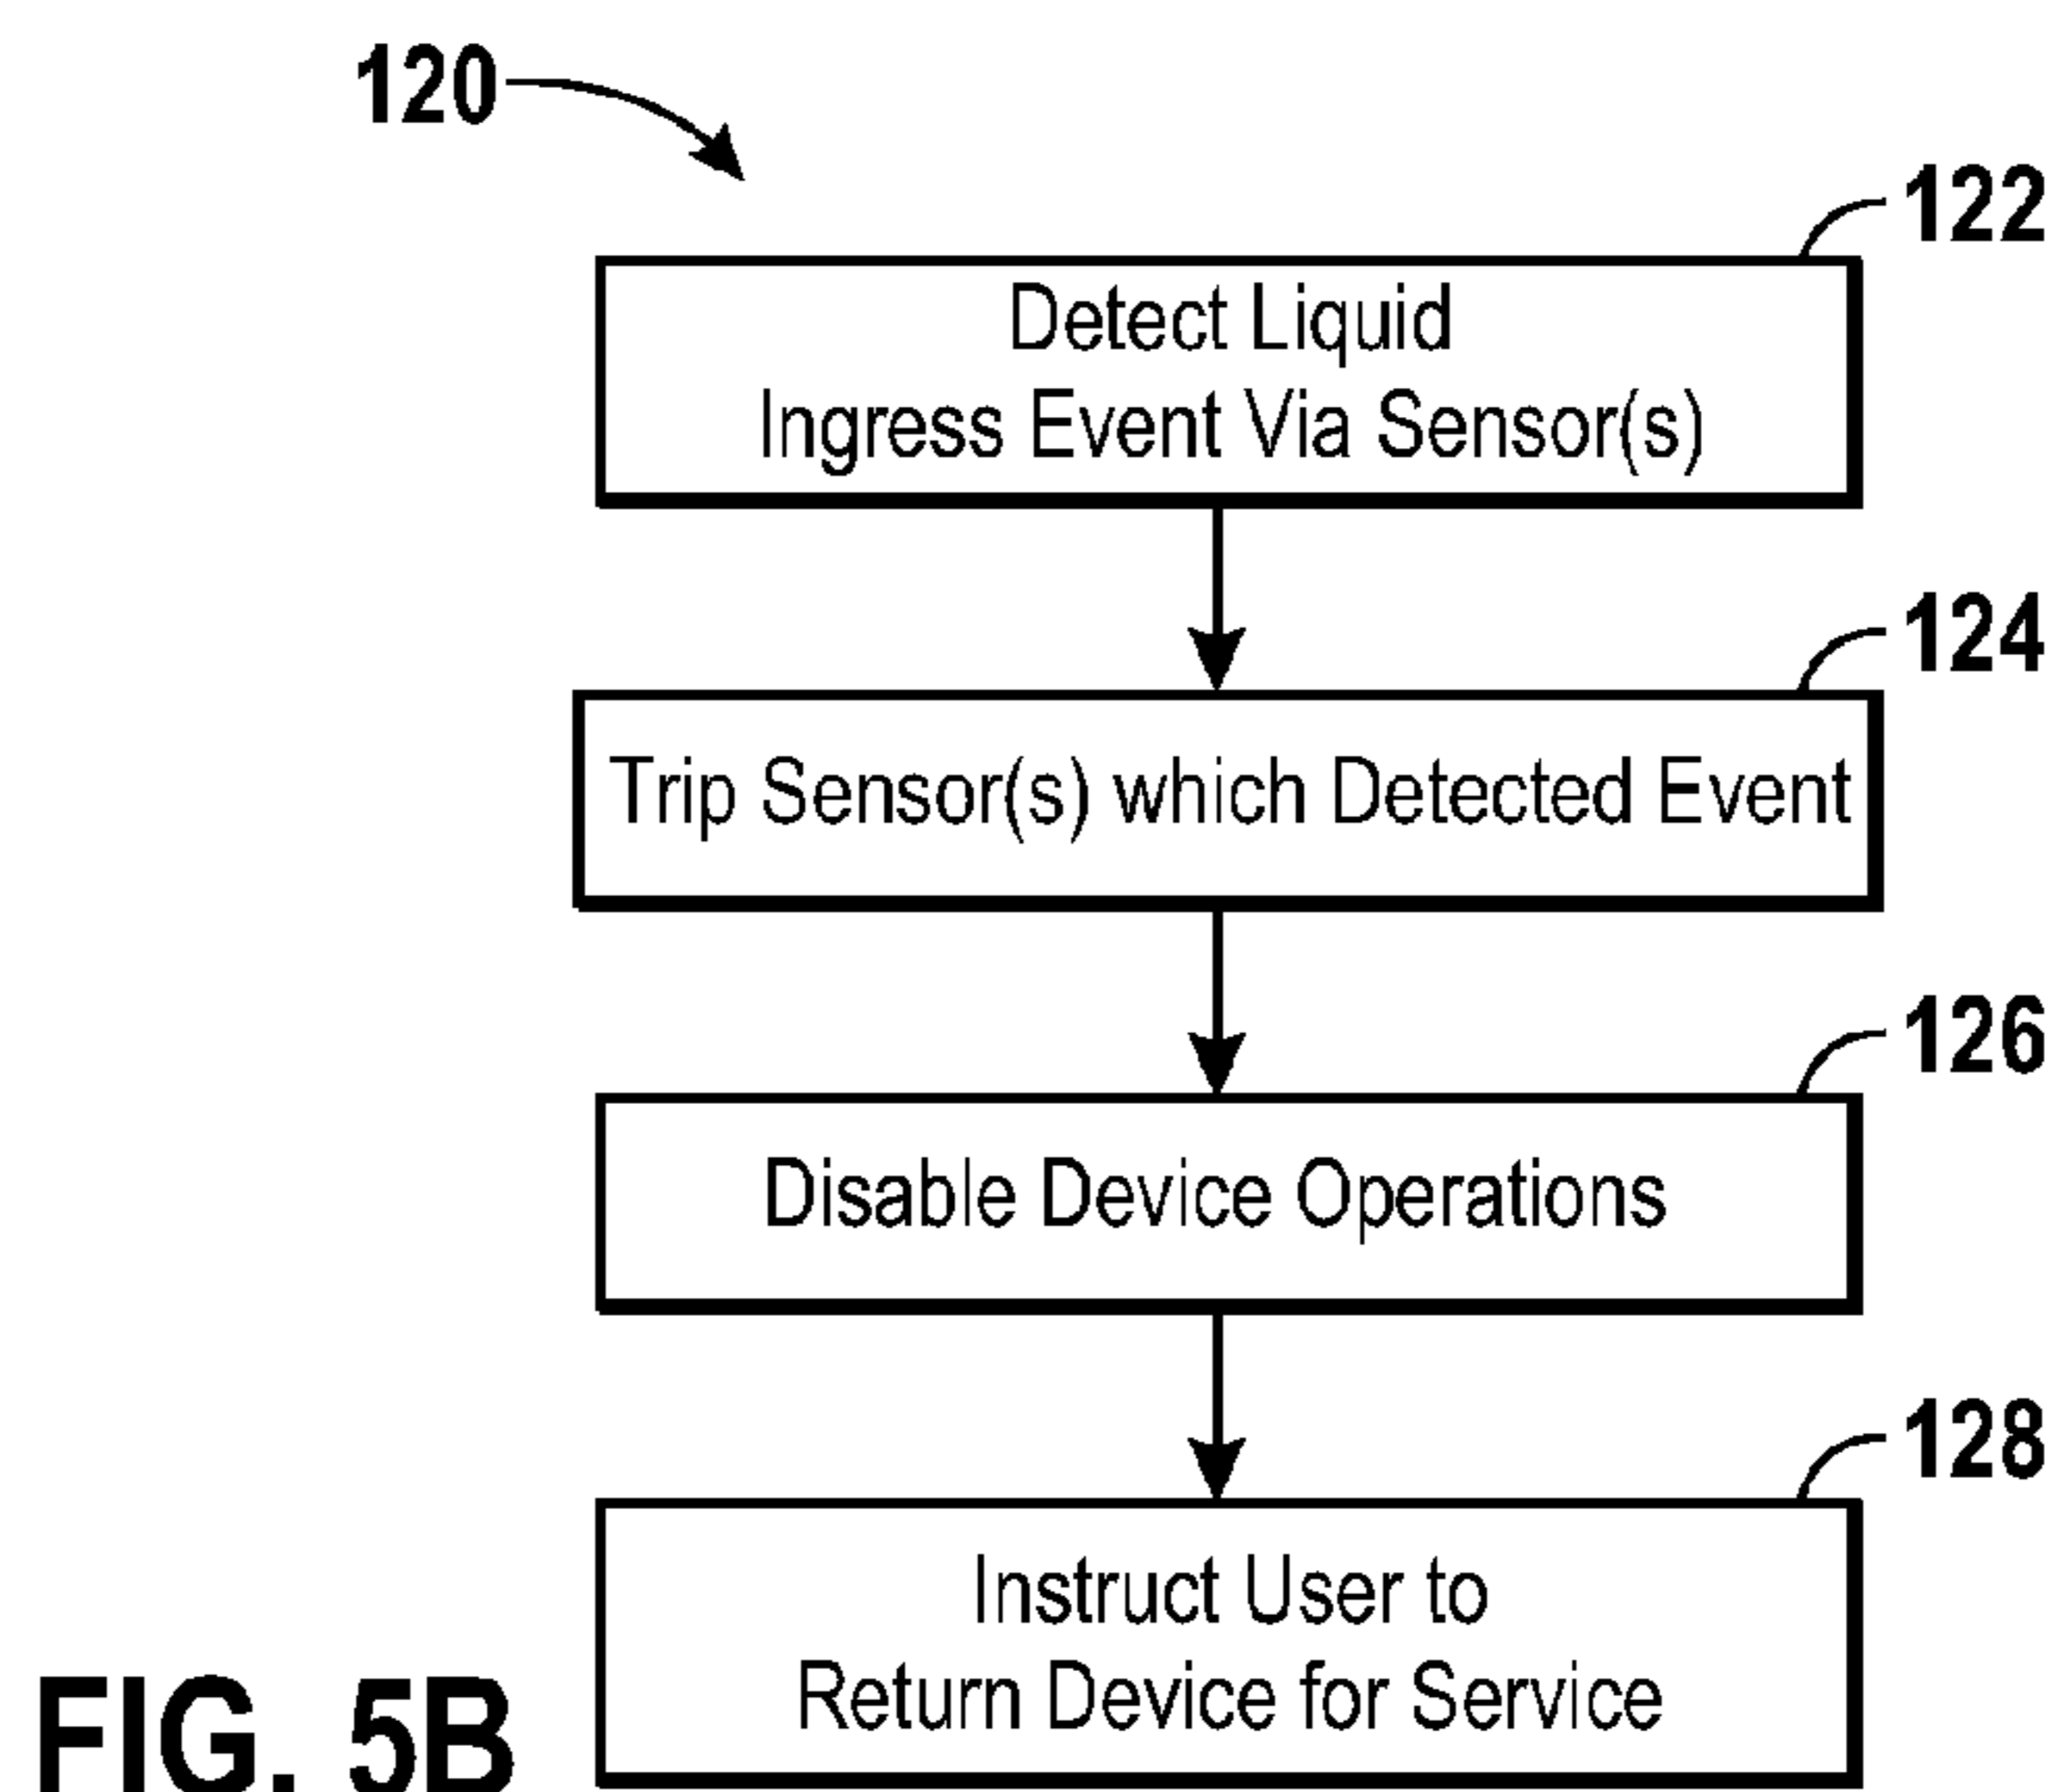 120
122
Detect Liquid
Ingress Event Via Sensor(s)
124
Trip Sensor(s) which Detected Event
126
Disable Device Operations
128
Instruct User to
Return Device for Service
FIG. 5B